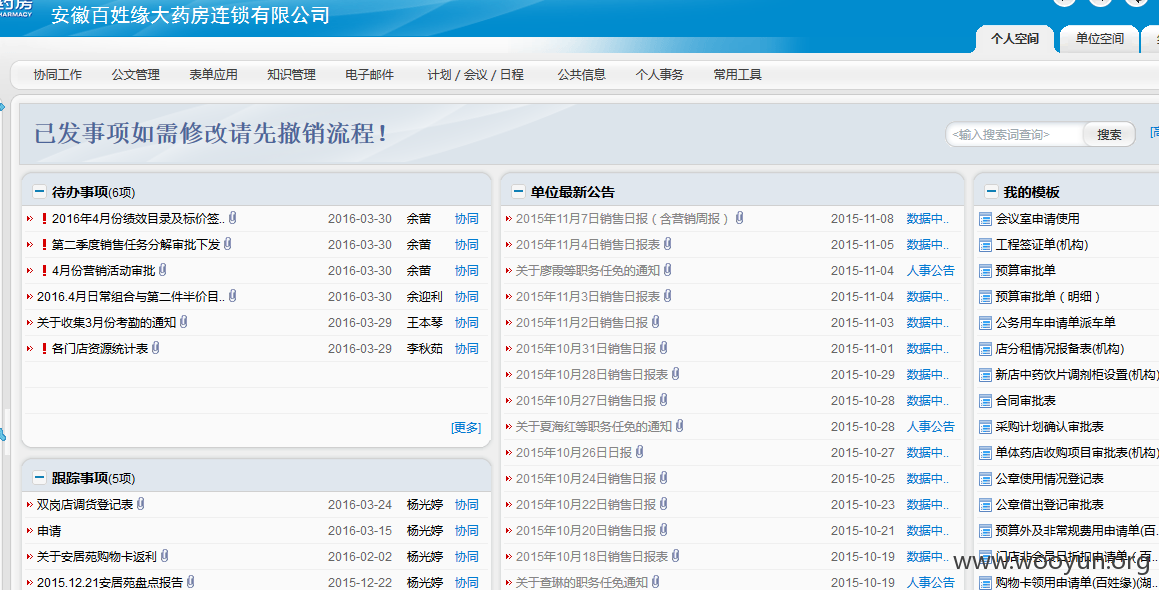 药房
PHARMACY
安徽百姓缘大药房连锁有限公司
个人空间 单位空间
协同工作 公文管理 表单应用 知识管理 电子邮件 计划 / 会议 / 日程 公共信息 个人事务 常用工具
已发事项如需修改请先撤销流程！
<输入搜索词查询> 搜索
待办事项(6项)
2016年4月份绩效目录及标价签.. 2016-03-30 余茵 协同
第二季度销售任务分解审批下发 2016-03-30 余茵 协同
4月份营销活动审批 2016-03-30 余茵 协同
2016.4月日常组合与第二件半价目.. 2016-03-30 余迎利 协同
关于收集3月份考勤的通知 2016-03-29 王本琴 协同
各门店资源统计表 2016-03-29 李秋茹 协同
[更多]
跟踪事项(5项)
双岗店调货登记表 2016-03-24 杨光婷 协同
申请 2016-03-15 杨光婷 协同
关于安居苑购物卡返利 2016-02-02 杨光婷 协同
2015.12.21安居苑盘点报告 2015-12-22 杨光婷 协同
单位最新公告
2015年11月7日销售日报（含营销周报） 2015-11-08 数据中..
2015年11月4日销售日报表 2015-11-05 数据中..
关于廖霞等职务任免的通知 2015-11-04 人事公告
2015年11月3日销售日报表 2015-11-04 数据中..
2015年11月2日销售日报 2015-11-03 数据中..
2015年10月31日销售日报 2015-11-01 数据中..
2015年10月28日销售日报表 2015-10-29 数据中..
2015年10月27日销售日报 2015-10-28 数据中..
关于夏海红等职务任免的通知 2015-10-28 人事公告
2015年10月26日日报 2015-10-27 数据中..
2015年10月24日销售日报 2015-10-25 数据中..
2015年10月22日销售日报 2015-10-23 数据中..
2015年10月20日销售日报 2015-10-21 数据中..
2015年10月18日销售日报表 2015-10-19 数据中..
关于查琳的职务任免通知 2015-10-19 人事公告
我的模板
会议室申请使用
工程签证单(机构)
预算审批单
预算审批单（明细）
公务用车申请单派车单
店分租情况报备表(机构)
新店中药饮片调剂柜设置(机构)
合同审批表
采购计划确认审批表
单体药店收购项目审批表(机构)
公章使用情况登记表
公章借出登记审批表
预算外及非常规费用申请单(百..
门店非会员日折扣申请单（百..
购物卡领用申请单(百姓缘)(湖..
www.wooyun.org